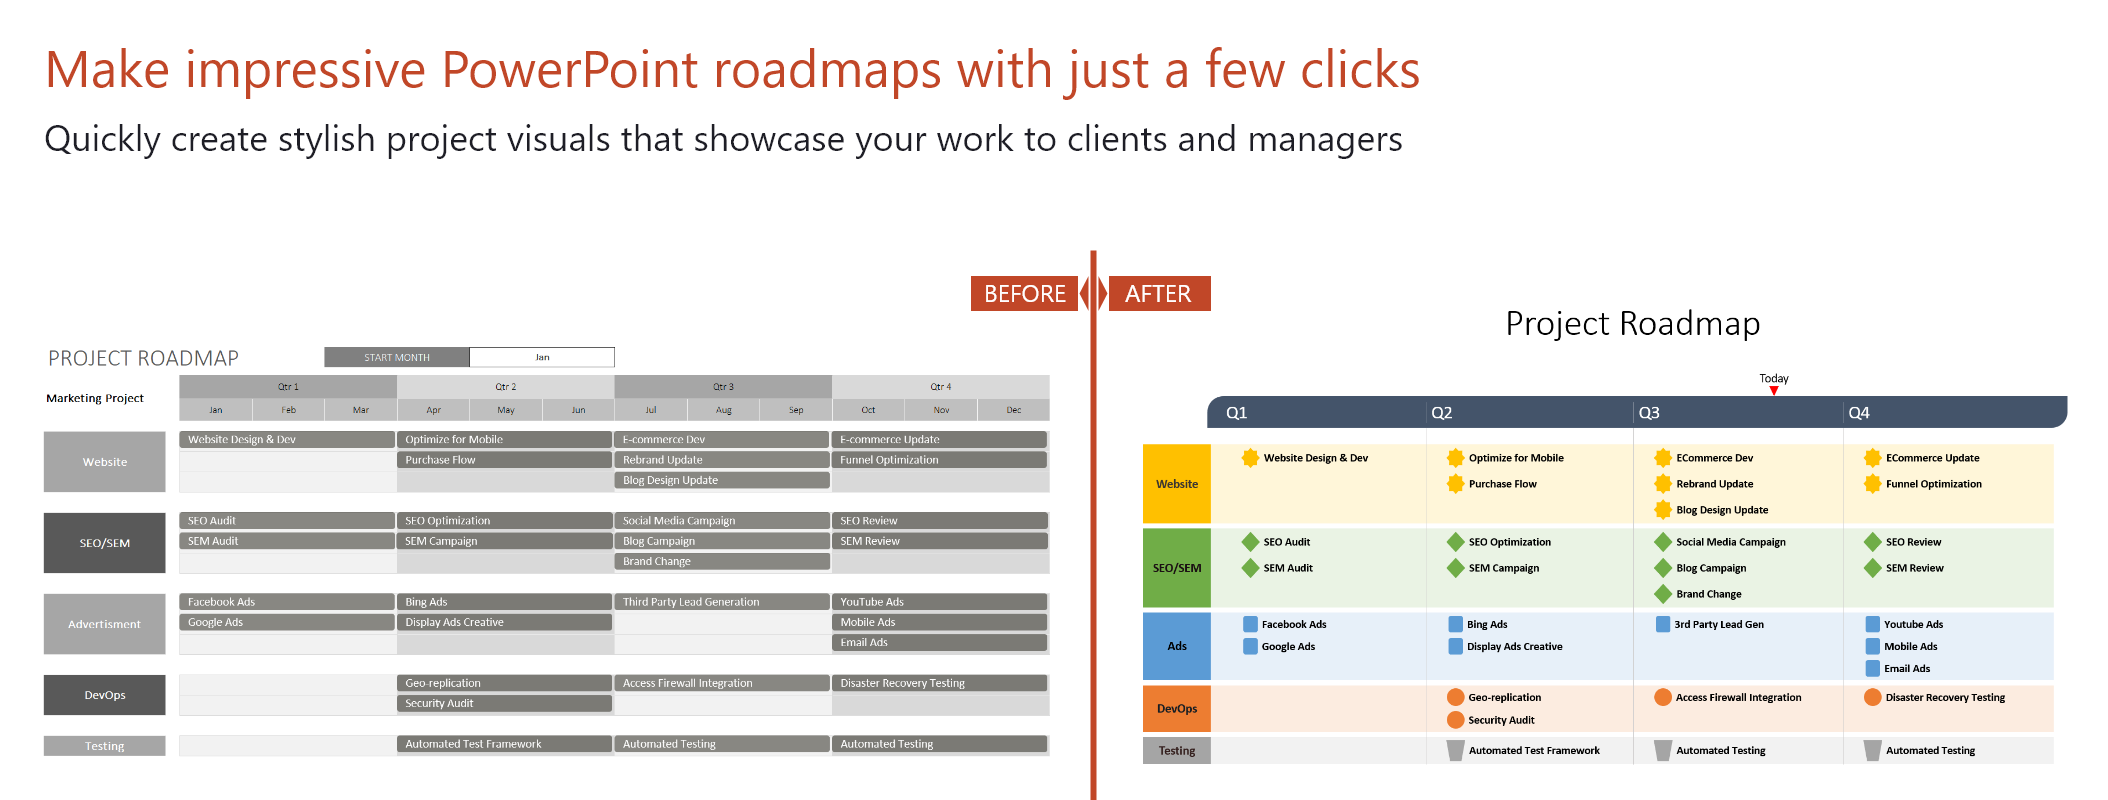 Make impressive PowerPoint roadmaps with just a few clicks
Quickly create stylish project visuals that showcase your work to clients and managers
BEFORE
AFTER
PROJECT ROADMAP
START MONTH Jan
Marketing Project
Qtr 1 Qtr 2 Qtr 3 Qtr 4
Jan Feb Mar Apr May Jun Jul Aug Sep Oct Nov Dec
Website
Website Design & Dev Optimize for Mobile E-commerce Dev E-commerce Update
Purchase Flow Rebrand Update Funnel Optimization
Blog Design Update
SEO/SEM
SEO Audit SEO Optimization Social Media Campaign SEO Review
SEM Audit SEM Campaign Blog Campaign SEM Review
Brand Change
Advertisment
Facebook Ads Bing Ads Third Party Lead Generation YouTube Ads
Google Ads Display Ads Creative Mobile Ads
Email Ads
DevOps
Geo-replication Access Firewall Integration Disaster Recovery Testing
Security Audit
Testing
Automated Test Framework Automated Testing Automated Testing
Project Roadmap
Today
Q1 Q2 Q3 Q4
Website
Website Design & Dev Optimize for Mobile ECommerce Dev ECommerce Update
Purchase Flow Rebrand Update Funnel Optimization
Blog Design Update
SEO/SEM
SEO Audit SEO Optimization Social Media Campaign SEO Review
SEM Audit SEM Campaign Blog Campaign SEM Review
Brand Change
Ads
Facebook Ads Bing Ads 3rd Party Lead Gen Youtube Ads
Google Ads Display Ads Creative Mobile Ads
Email Ads
DevOps
Geo-replication Access Firewall Integration Disaster Recovery Testing
Security Audit
Testing
Automated Test Framework Automated Testing Automated Testing